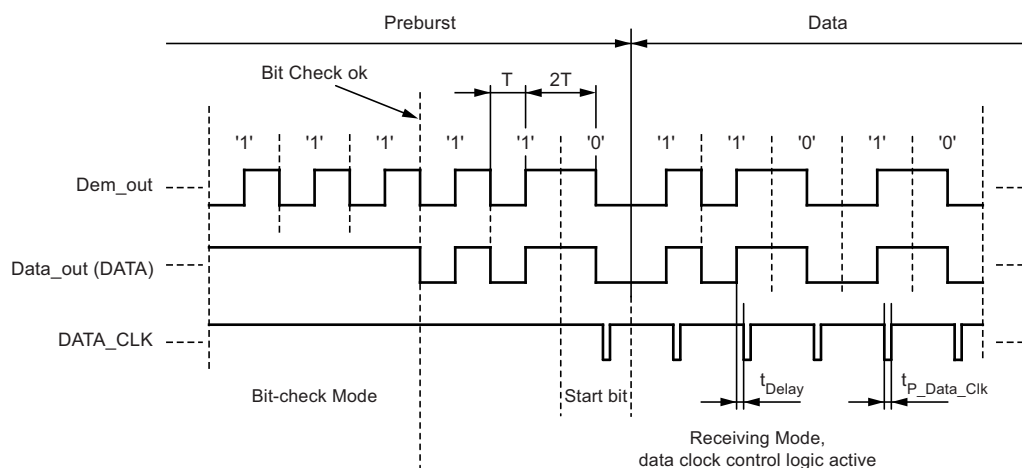 Preburst
Data
Bit Check ok
T
2T
'1'
'1'
'1'
'1'
'1'
'0'
'1'
'1'
'0'
'1'
'0'
Dem_out
Data_out (DATA)
DATA_CLK
Bit-check Mode
Start bit
tDelay
tP_Data_Clk
Receiving Mode,
data clock control logic active